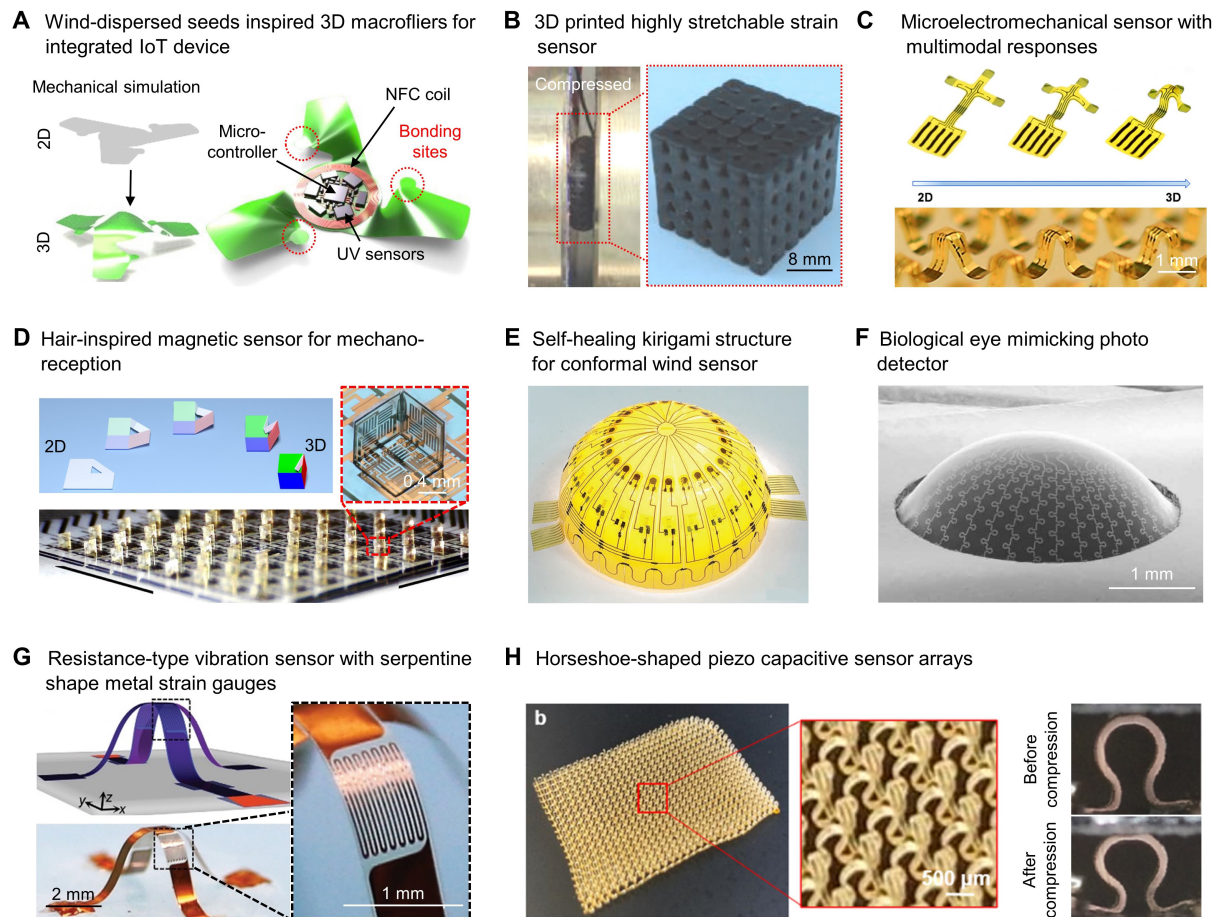 A Wind-dispersed seeds inspired 3D macrofliers for
integrated IoT device
Mechanical simulation
2D
3D
NFC coil
Micro-
controller
Bonding
sites
UV sensors
B 3D printed highly stretchable strain
sensor
Compressed
8 mm
C Microelectromechanical sensor with
multimodal responses
2D
3D
1 mm
D Hair-inspired magnetic sensor for mechano-
reception
2D
3D
0.4 mm
E Self-healing kirigami structure
for conformal wind sensor
F Biological eye mimicking photo
detector
1 mm
G Resistance-type vibration sensor with serpentine
shape metal strain gauges
y
z
x
2 mm
1 mm
H Horseshoe-shaped piezo capacitive sensor arrays
b
500 μm
Before
compression
After
compression